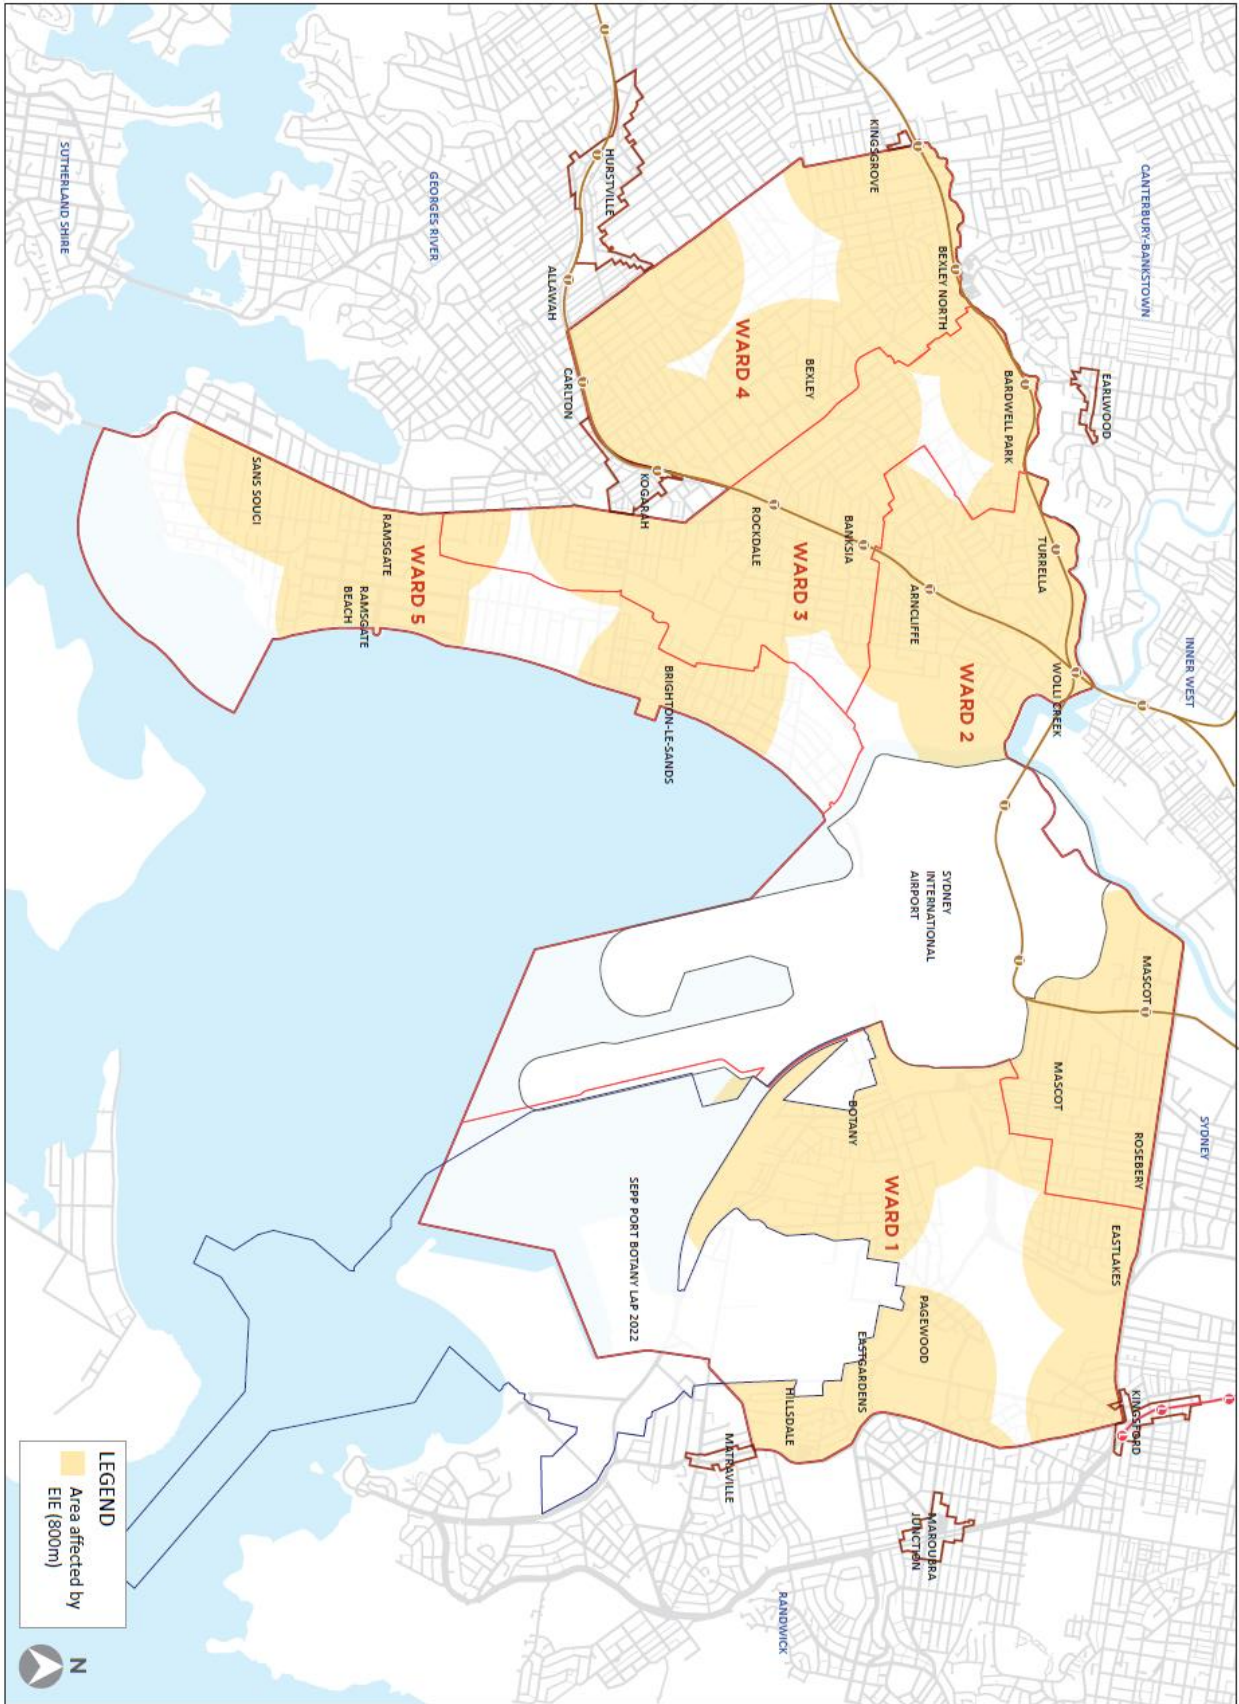 CANTERBURY-BANKSTOWN
EARLWOOD
INNER WEST
SYDNEY
KINGSGROVE
BEXLEY NORTH
BARDWELL PARK
TURRELLA
WOLLI CREEK
MASCOT
MASCOT
ROSEBERY
EASTLAKES
KINGSFORD
WARD 2
ARNCLIFFE
BANKSIA
SYDNEY
INTERNATIONAL
AIRPORT
BOTANY
WARD 1
PAGEWOOD
EASTGARDENS
HILLSDALE
MAROUBRA
JUNCTION
MATRAVILLE
RANDWICK
BEXLEY
WARD 4
WARD 3
ROCKDALE
HURSTVILLE
ALLAWAH
CARLTON
KOGARAH
BRIGHTON-LE-SANDS
SEPP PORT BOTANY LAP 2022
GEORGES RIVER
WARD 5
RAMSGATE
RAMSGATE
BEACH
SANS SOUCI
SUTHERLAND SHIRE
LEGEND
Area affected by
EIE (800m)
N